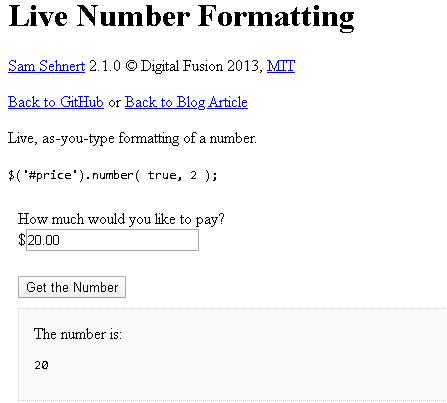 Live Number Formatting
Sam Sehnert 2.1.0 © Digital Fusion 2013, MIT
Back to GitHub or Back to Blog Article
Live, as-you-type formatting of a number.
$('#price').number( true, 2 );
How much would you like to pay?
$20.00
Get the Number
The number is:
20